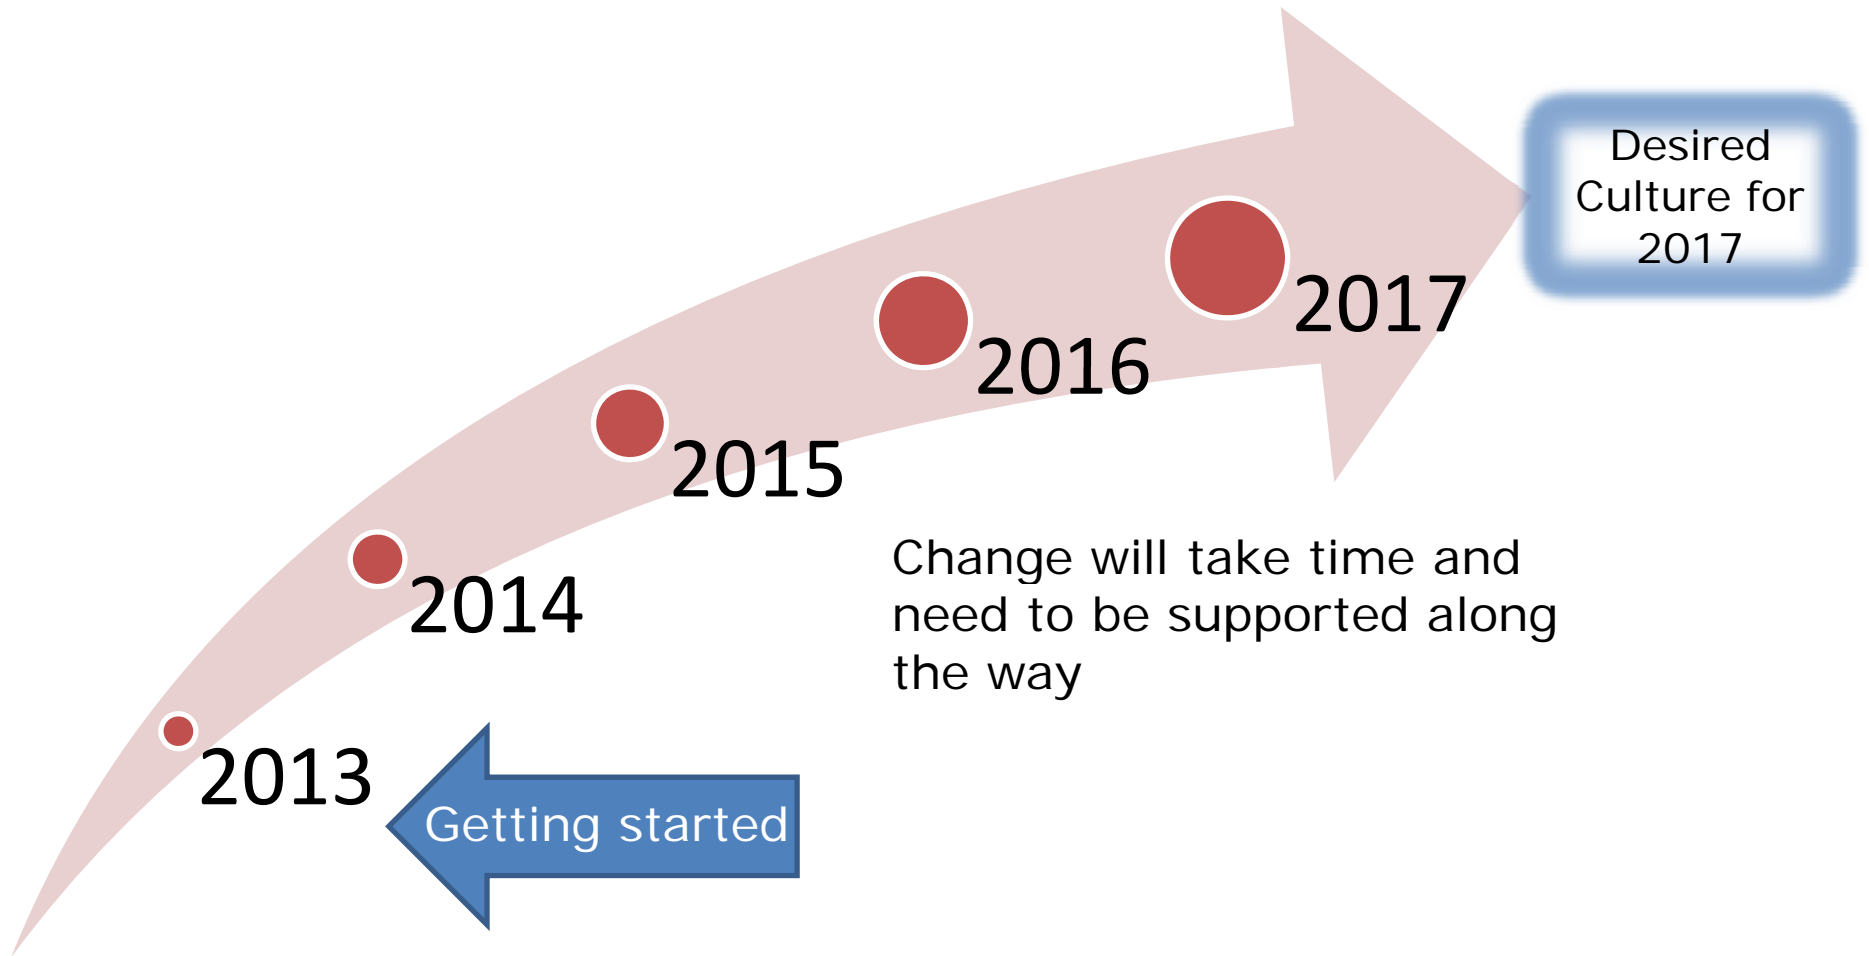 Desired
Culture for
2017
2017
2016
2015
2014
2013
Change will take time and
need to be supported along
the way
Getting started